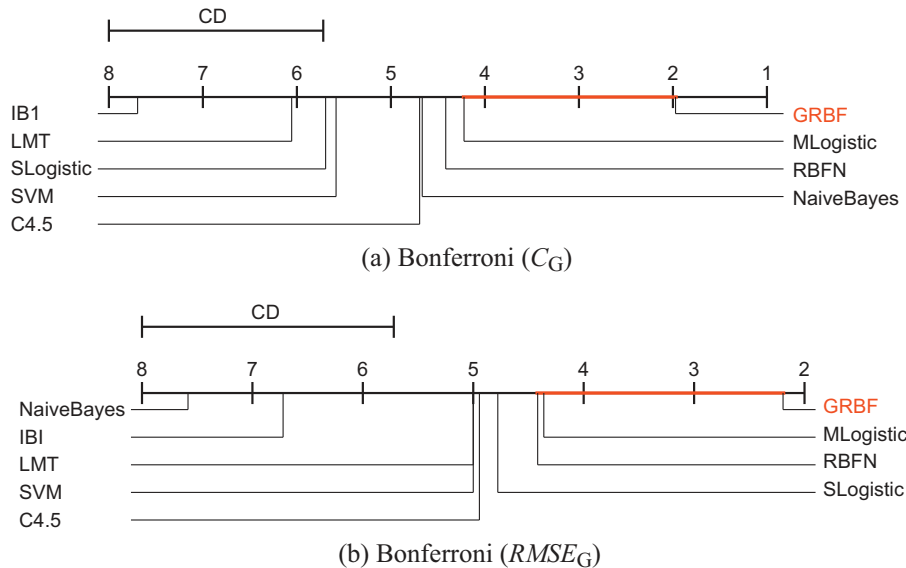 CD
8 7 6 5 4 3 2 1
IB1 GRBF
LMT MLogistic
SLogistic RBFN
SVM NaiveBayes
C4.5
(a) Bonferroni (CG)
CD
8 7 6 5 4 3 2
NaiveBayes GRBF
IBI MLogistic
LMT RBFN
SVM SLogistic
C4.5
(b) Bonferroni (RMSEG)